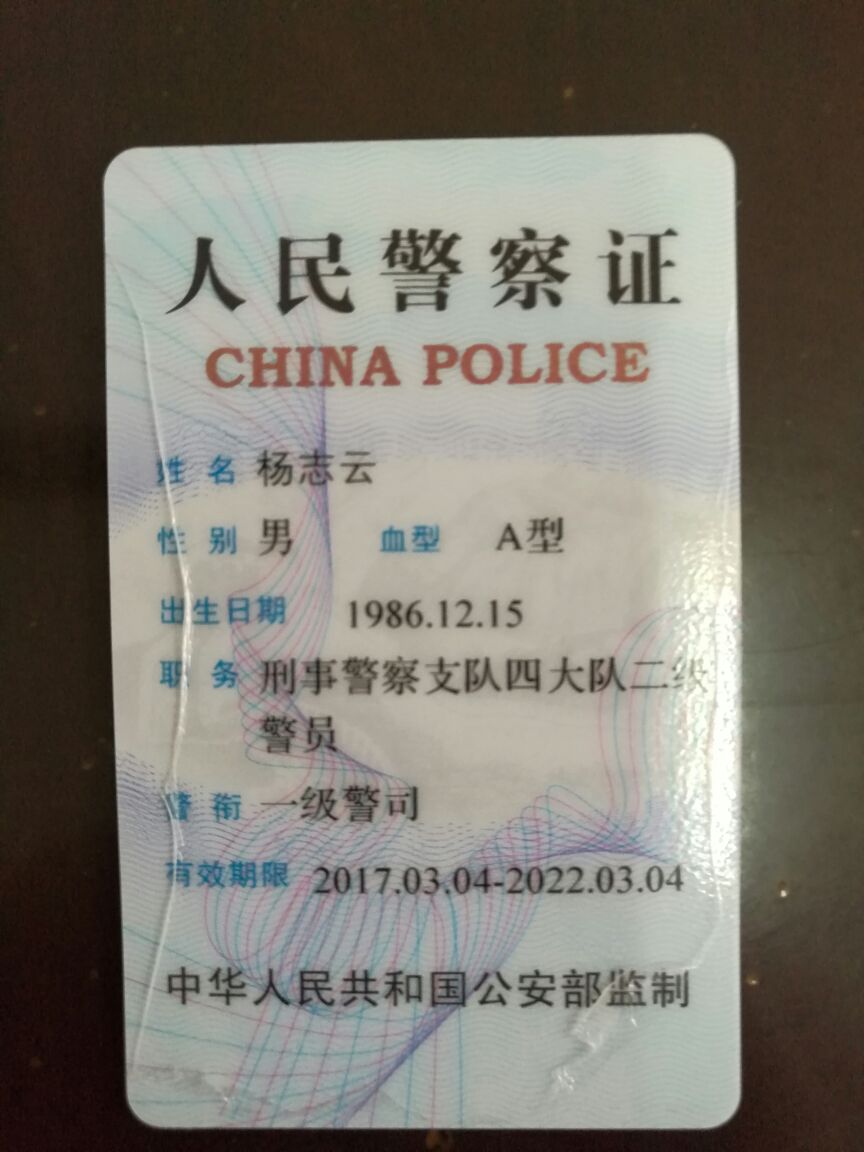 人民警察证
CHINA POLICE
姓 名 杨志云
性 别 男 血型 A型
出生日期 1986.12.15
职 务 刑事警察支队四大队二级
警员
警 衔 一级警司
有效期限 2017.03.04-2022.03.04
中华人民共和国公安部监制